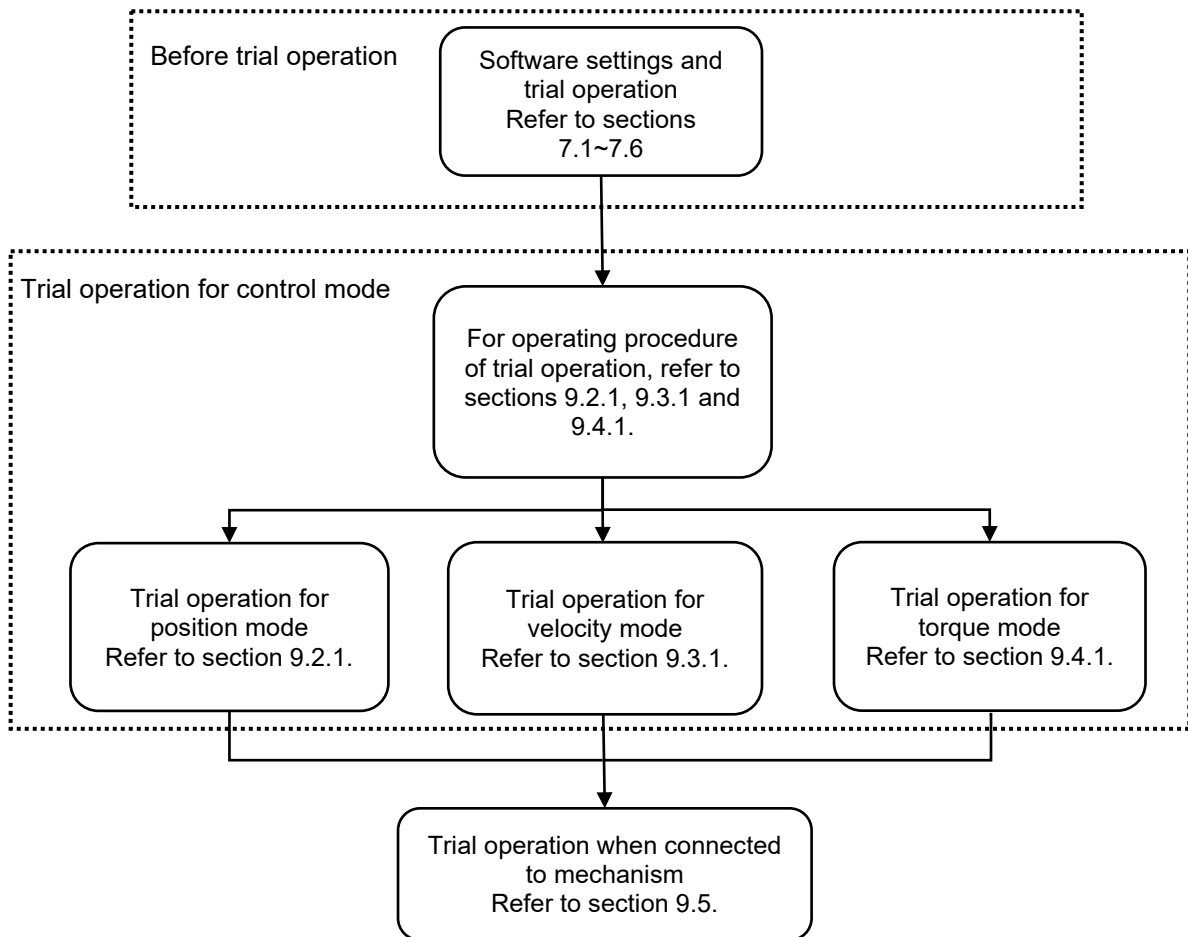 Before trial operation
Software settings and
trial operation
Refer to sections
7.1~7.6
Trial operation for control mode
For operating procedure
of trial operation, refer to
sections 9.2.1, 9.3.1 and
9.4.1.
Trial operation for
position mode
Refer to section 9.2.1.
Trial operation for
velocity mode
Refer to section 9.3.1.
Trial operation for
torque mode
Refer to section 9.4.1.
Trial operation when connected
to mechanism
Refer to section 9.5.